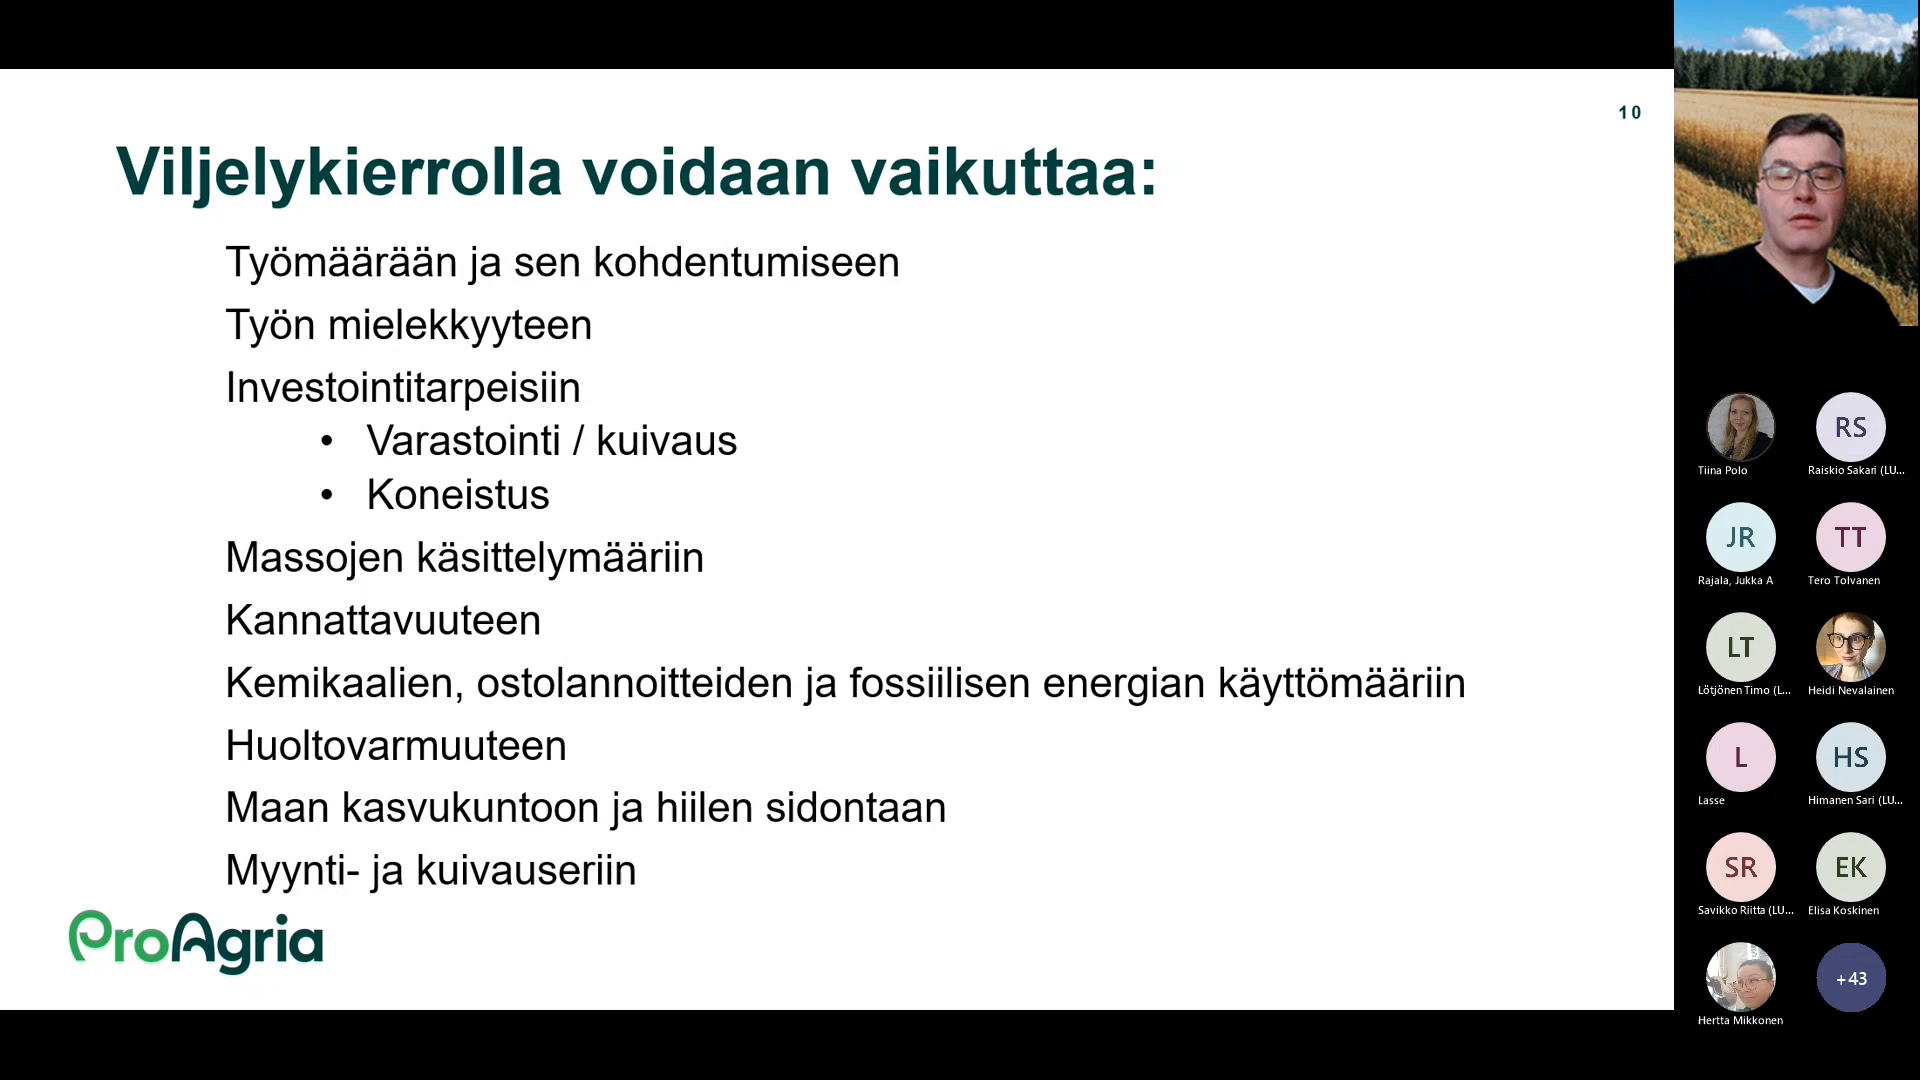 10
Viljelykierrolla voidaan vaikuttaa:
Työmäärään ja sen kohdentumiseen
Työn mielekkyyteen
Investointitarpeisiin
• Varastointi / kuivaus
• Koneistus
Massojen käsittelymääriin
Kannattavuuteen
Kemikaalien, ostolannoitteiden ja fossiilisen energian käyttömääriin
Huoltovarmuuteen
Maan kasvukuntoon ja hiilen sidontaan
Myynti- ja kuivauseriin
ProAgria
RS
Tiina Polo
Raiskio Sakari (LU...
JR
TT
Rajala, Jukka A
Tero Tolvanen
LT
Lötjönen Timo (L...
Heidi Nevalainen
L
HS
Lasse
Himanen Sari (LU...
SR
EK
Savikko Riitta (LU...
Elisa Koskinen
+43
Hertta Mikkonen